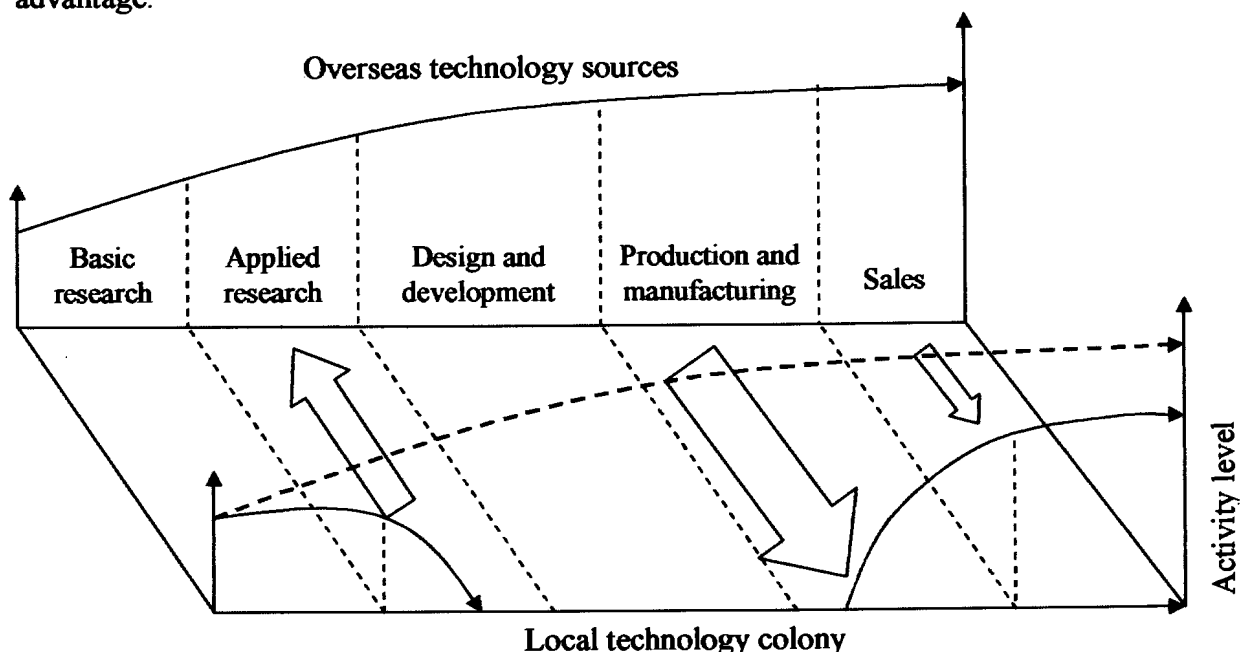 advantage.
Overseas technology sources
Basic
research
Applied
research
Design and
development
Production and
manufacturing
Sales
Activity level
Local technology colony